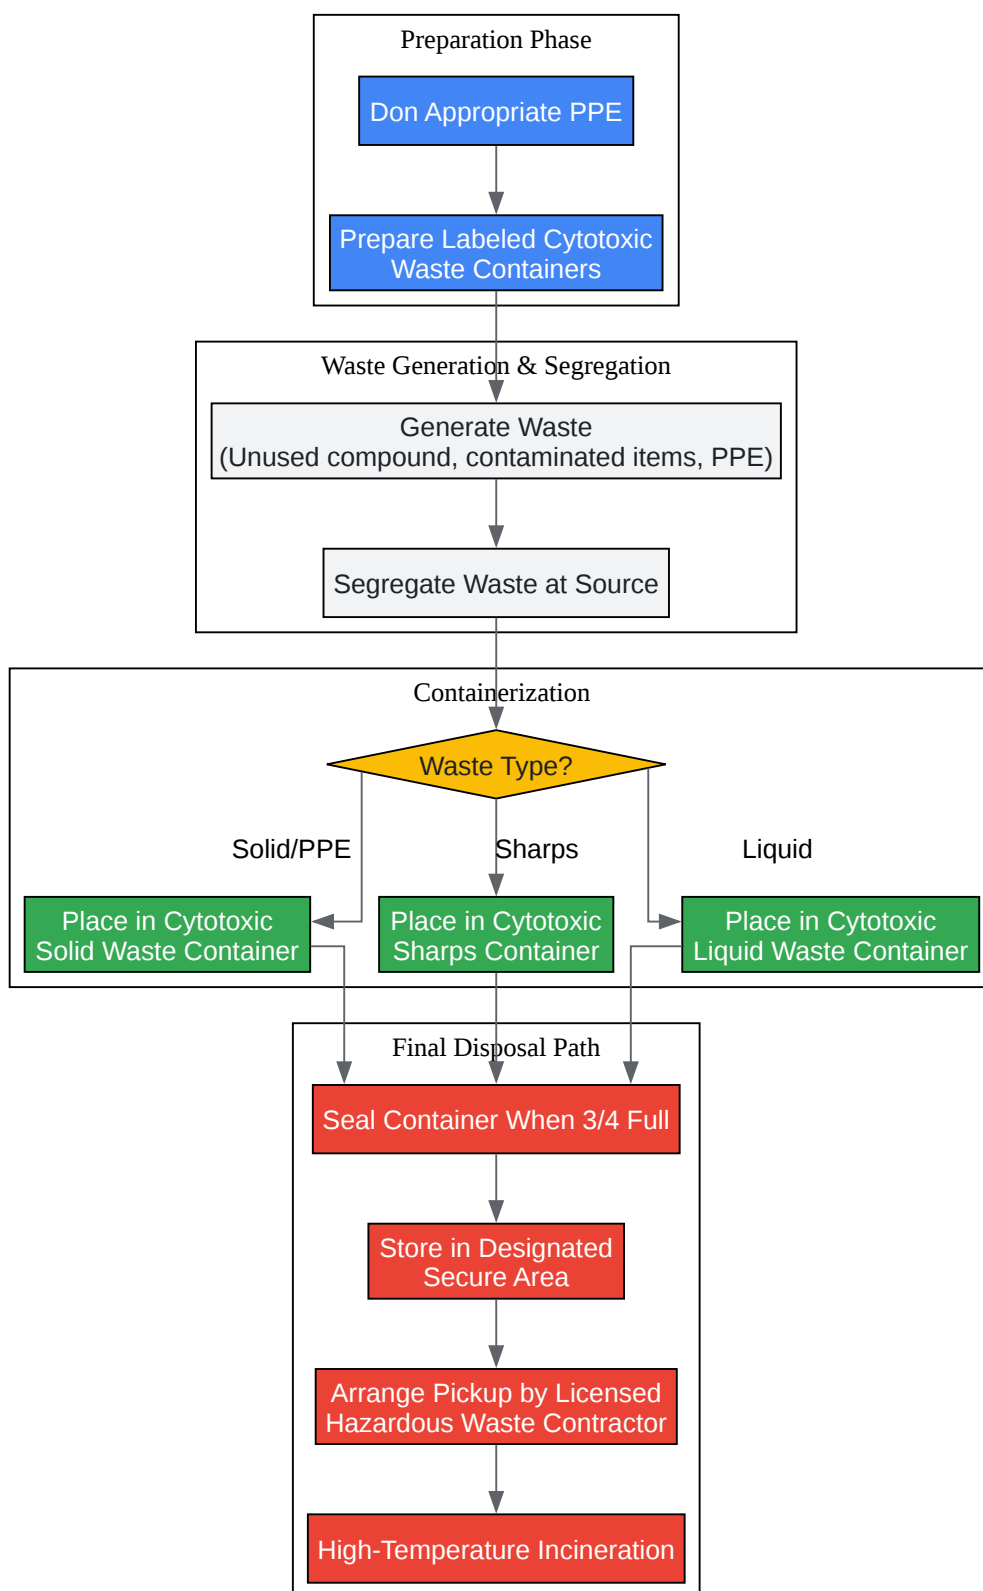 Preparation Phase
Don Appropriate PPE
Prepare Labeled Cytotoxic
Waste Containers
Waste Generation & Segregation
Generate Waste
(Unused compound, contaminated items, PPE)
Segregate Waste at Source
Containerization
Waste Type?
Solid/PPE
Sharps
Liquid
Place in Cytotoxic
Solid Waste Container
Place in Cytotoxic
Sharps Container
Place in Cytotoxic
Liquid Waste Container
Final Disposal Path
Seal Container When 3/4 Full
Store in Designated
Secure Area
Arrange Pickup by Licensed
Hazardous Waste Contractor
High-Temperature Incineration